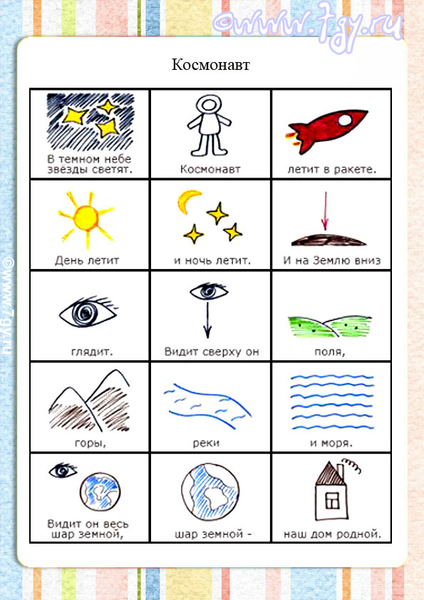 ©www.7gy.ru
Космонавт
В темном небе
звёзды светят.
Космонавт
летит в ракете.
День летит
и ночь летит.
И на Землю вниз
глядит.
Видит сверху он
поля,
горы,
реки
и моря.
Видит он весь
шар земной,
шар земной -
наш дом родной.
©www.7gy.ru